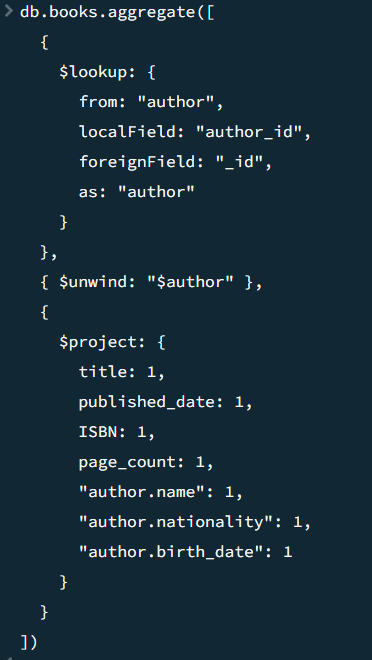 db.books.aggregate([
  {
    $lookup: {
      from: "author",
      localField: "author_id",
      foreignField: "_id",
      as: "author"
    }
  },
  { $unwind: "$author" },
  {
    $project: {
      title: 1,
      published_date: 1,
      ISBN: 1,
      page_count: 1,
      "author.name": 1,
      "author.nationality": 1,
      "author.birth_date": 1
    }
  }
])